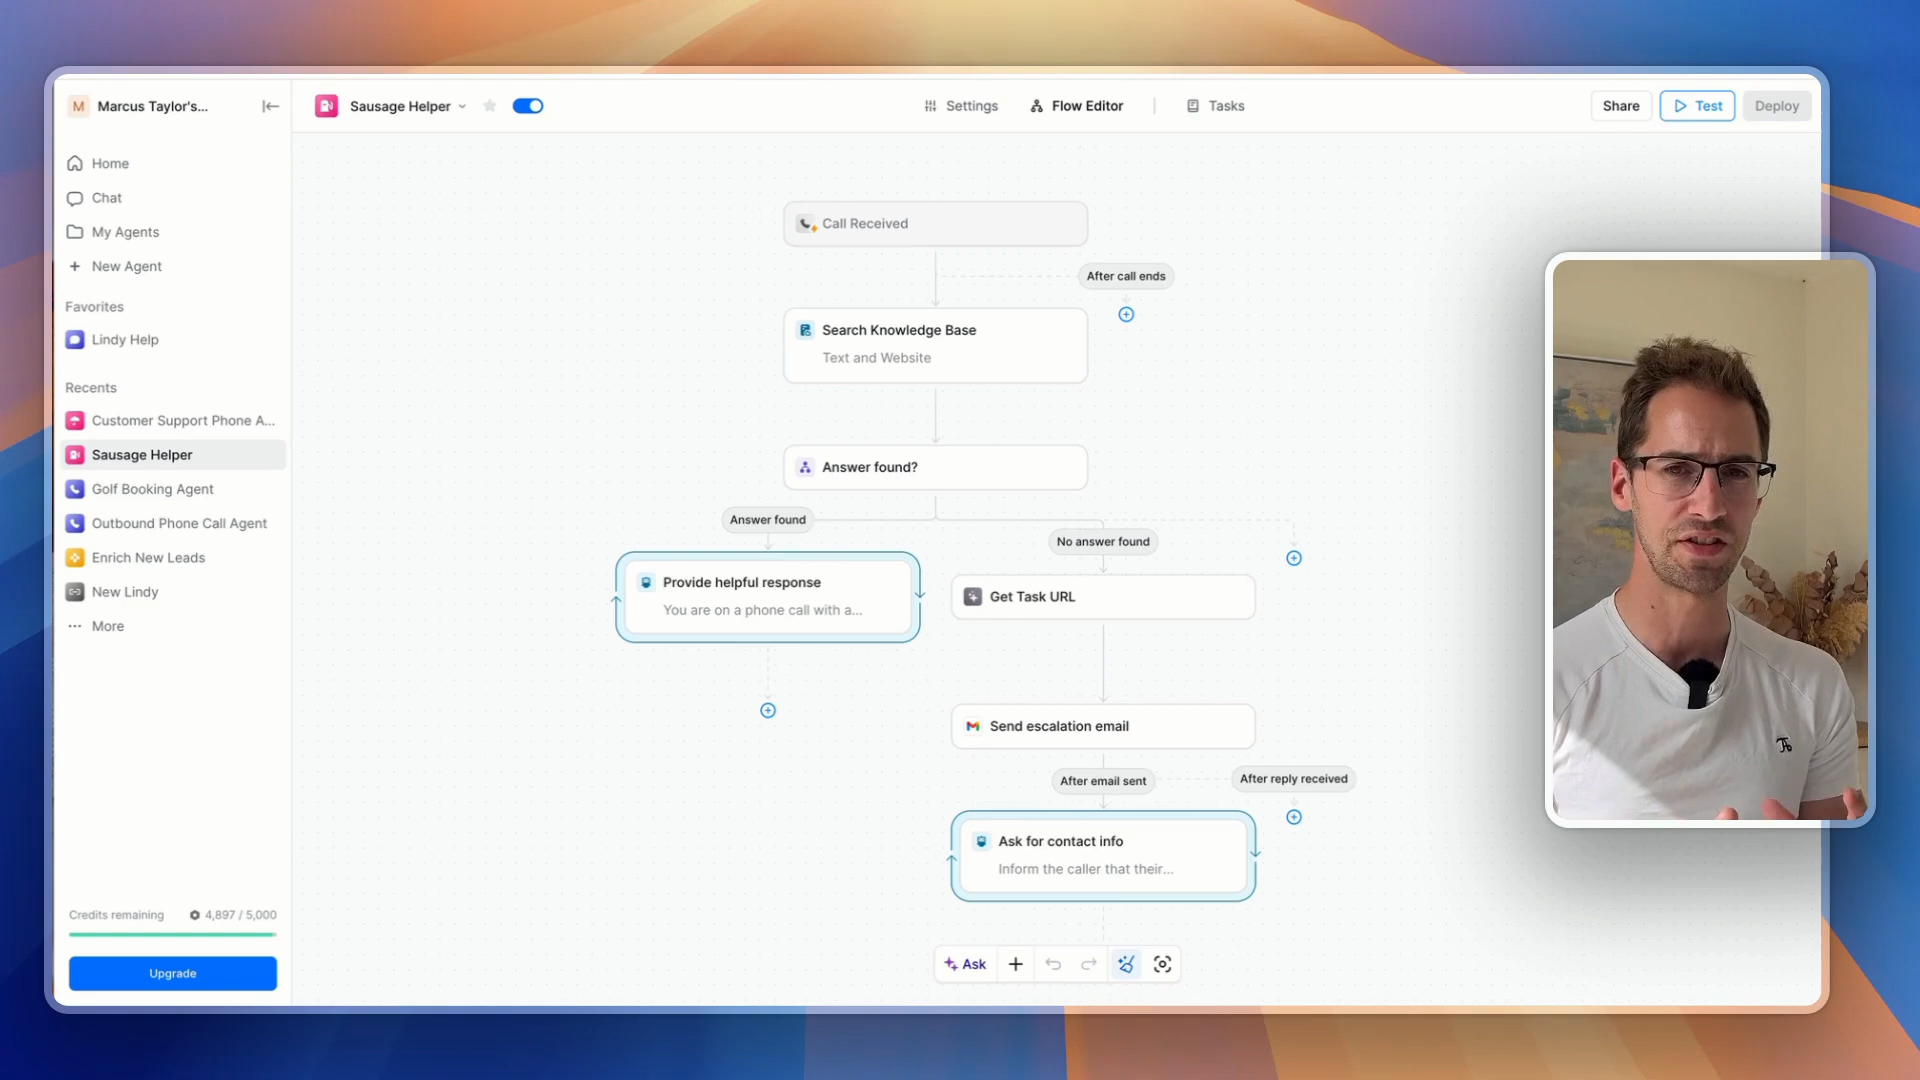 M Marcus Taylor's...
Home
Chat
My Agents
New Agent
Favorites
Lindy Help
Recents
Customer Support Phone A...
Sausage Helper
Golf Booking Agent
Outbound Phone Call Agent
Enrich New Leads
New Lindy
More
Credits remaining 4,897 / 5,000
Upgrade
Sausage Helper
Settings
Flow Editor
Tasks
Share
Test
Deploy
Call Received
After call ends
Search Knowledge Base
Text and Website
Answer found?
Answer found
No answer found
Provide helpful response
You are on a phone call with a...
Get Task URL
Send escalation email
After email sent
After reply received
Ask for contact info
Inform the caller that their...
Ask